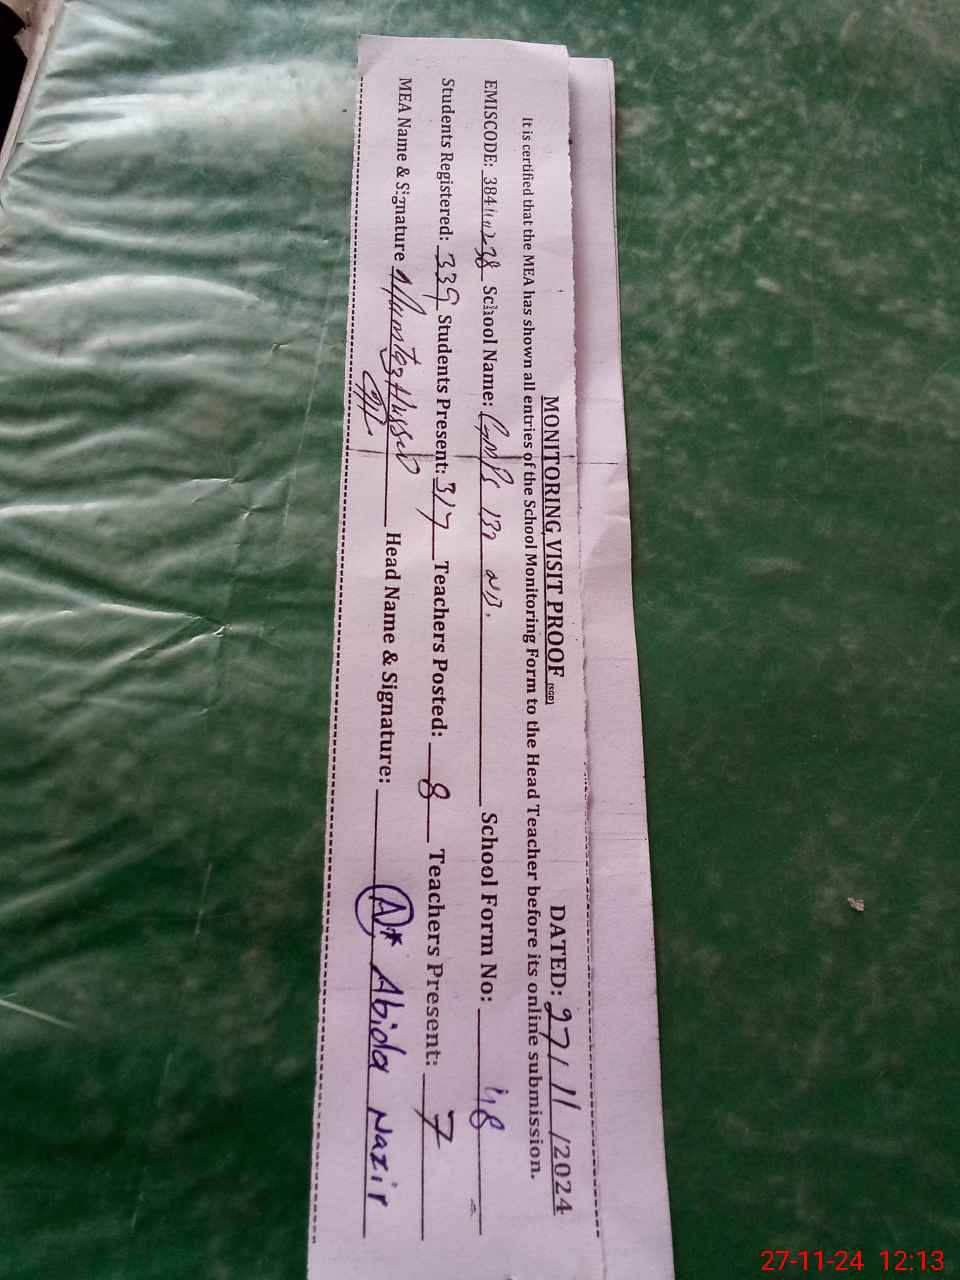 MONITORING VISIT PROOF (SGD) DATED: 27/11/2024
It is certified that the MEA has shown all entries of the School Monitoring Form to the Head Teacher before its online submission.
EMISCODE: 384 238 School Name: NB. School Form No: 48
Students Registered: 339 Students Present: 317 Teachers Posted: 8 Teachers Present: 7
MEA Name & Signature Head Name & Signature: A* Abida Nazir
27-11-24 12:13